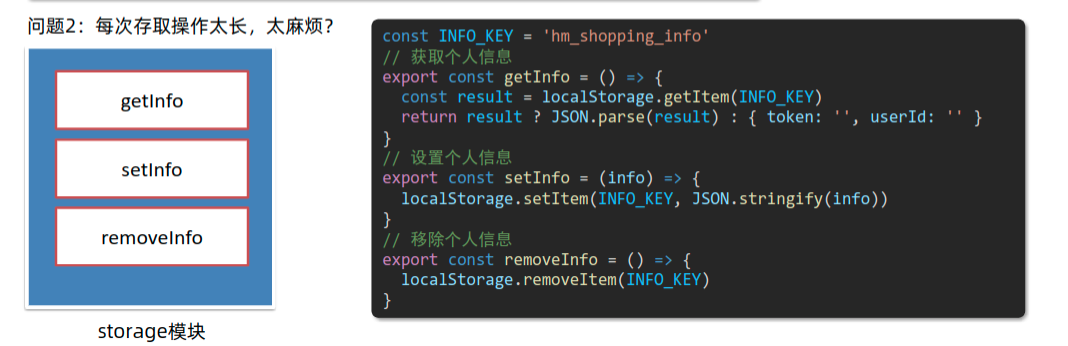 问题2：每次存取操作太长，太麻烦？
getInfo
setInfo
removeInfo
storage模块
const INFO_KEY = 'hm_shopping_info'
// 获取个人信息
export const getInfo = () => {
  const result = localStorage.getItem(INFO_KEY)
  return result ? JSON.parse(result) : { token: '', userId: '' }
}
// 设置个人信息
export const setInfo = (info) => {
  localStorage.setItem(INFO_KEY, JSON.stringify(info))
}
// 移除个人信息
export const removeInfo = () => {
  localStorage.removeItem(INFO_KEY)
}